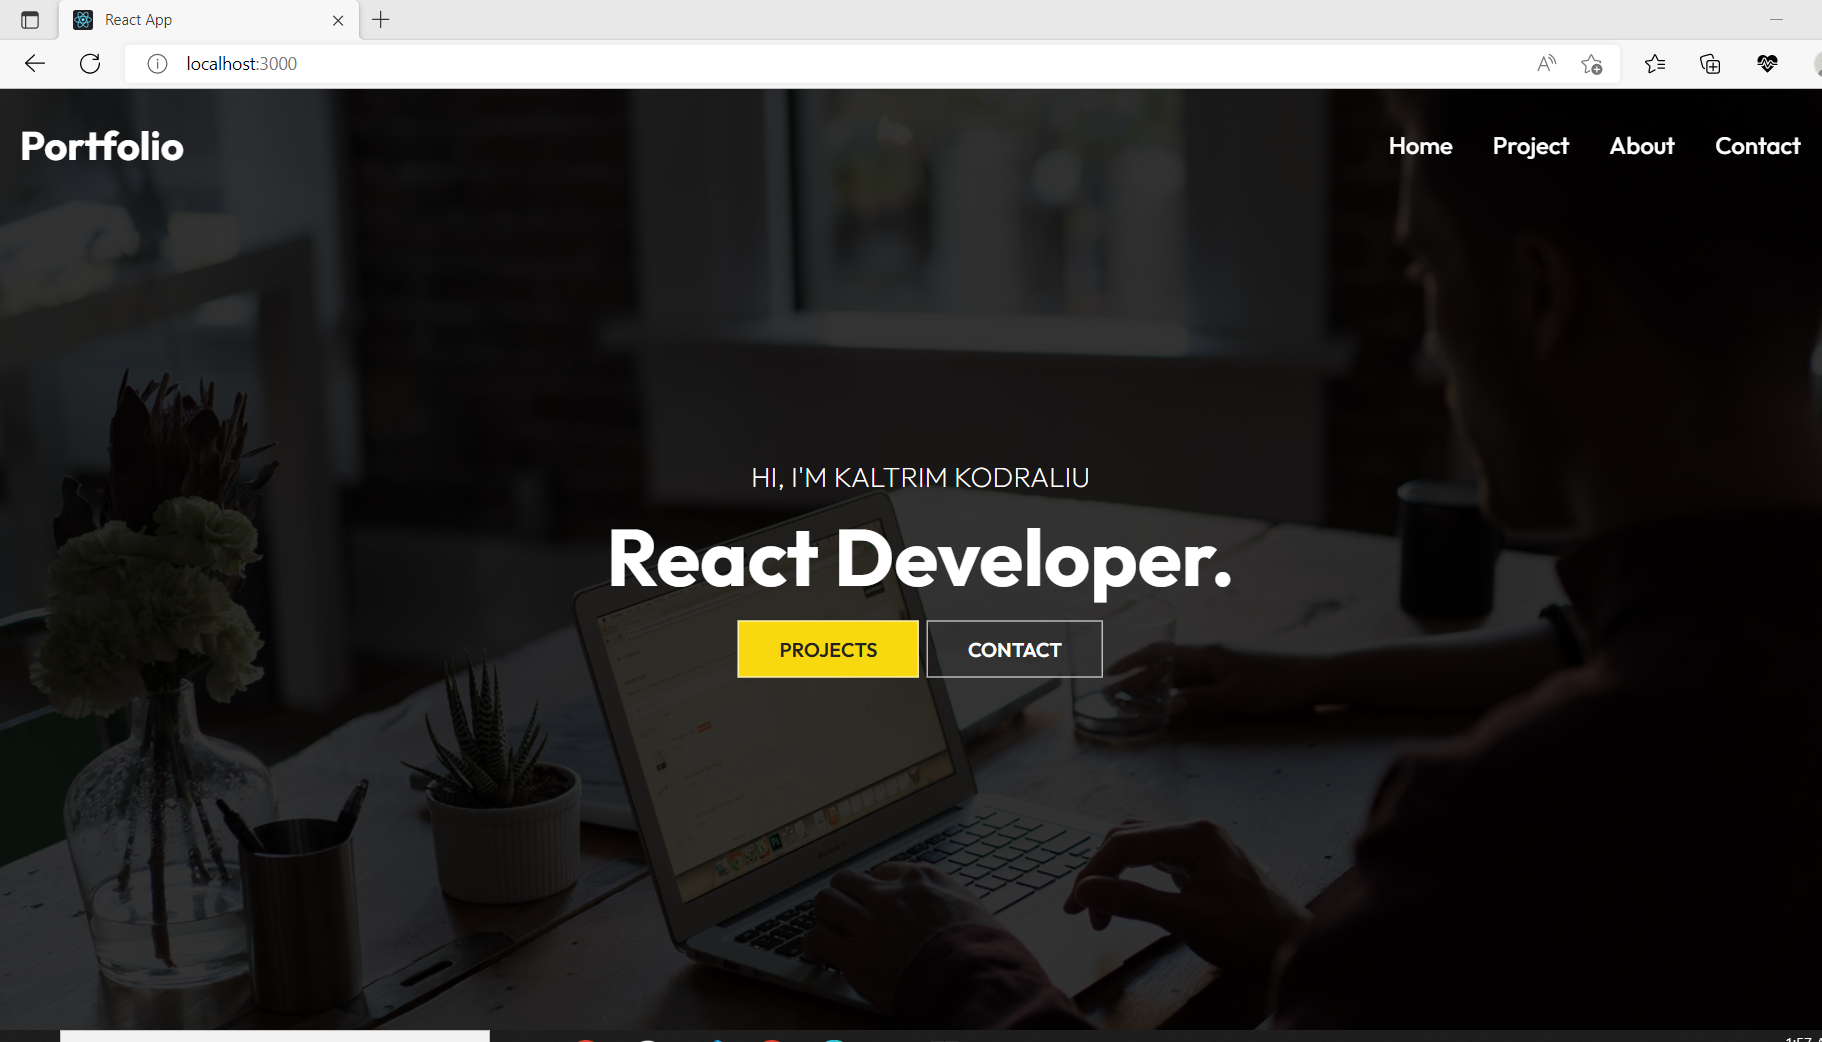 React App
localhost:3000
Portfolio
Home Project About Contact
HI, I'M KALTRIM KODRALIU
React Developer.
PROJECTS CONTACT